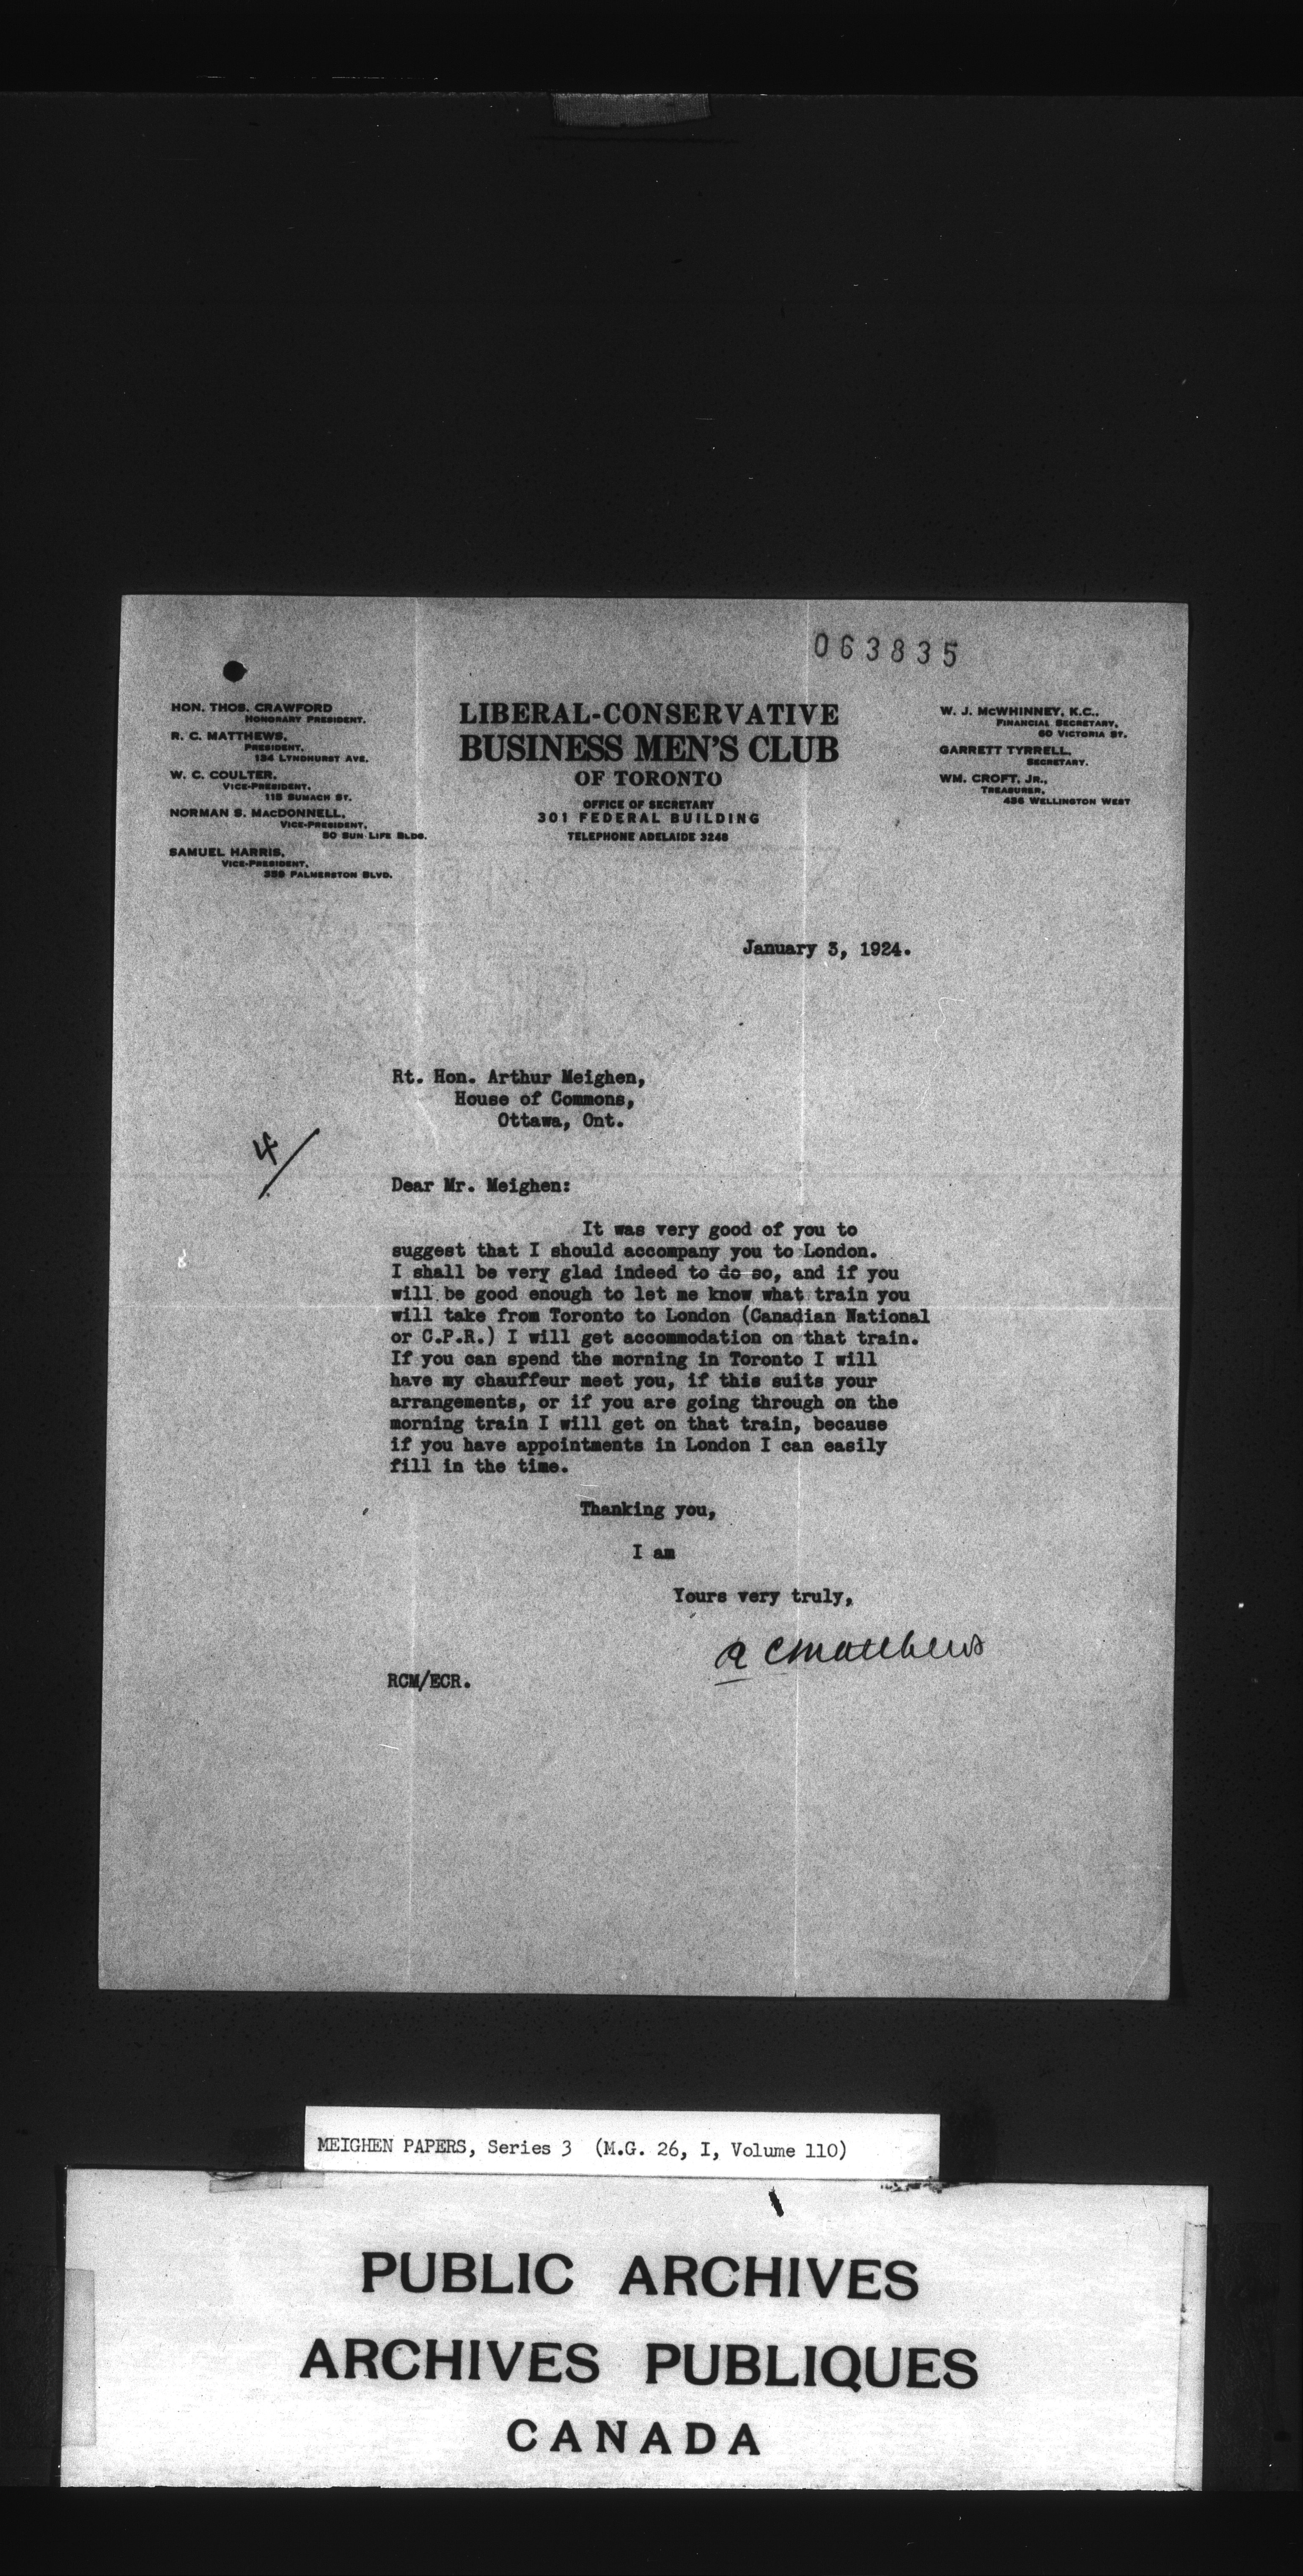 063835
HON. THOS. CRAWFORD
HONORARY PRESIDENT.
R. C. MATTHEWS,
PRESIDENT,
134 LYNDHURST AVE.
W. C. COULTER,
VICE-PRESIDENT,
115 SUMACH ST.
NORMAN S. MACDONNELL,
VICE-PRESIDENT,
50 SUN LIFE BLDG.
SAMUEL HARRIS,
VICE-PRESIDENT,
PALMERSTON BLVD.
LIBERAL-CONSERVATIVE
BUSINESS MEN'S CLUB
OF TORONTO
OFFICE OF SECRETARY
301 FEDERAL BUILDING
TELEPHONE ADELAIDE 3248
W. J. MCWHINNEY, K.C.,
FINANCIAL SECRETARY,
60 VICTORIA ST.
GARRETT TYRRELL,
SECRETARY.
WM. CROFT, JR.,
TREASURER,
WELLINGTON WEST
January 3, 1924.
Rt. Hon. Arthur Meighen,
House of Commons,
Ottawa, Ont.
4/
Dear Mr. Meighen:
It was very good of you to
suggest that I should accompany you to London.
I shall be very glad indeed to do so, and if you
will be good enough to let me know what train you
will take from Toronto to London (Canadian National
or C.P.R.) I will get accommodation on that train.
If you can spend the morning in Toronto I will
have my chauffeur meet you, if this suits your
arrangements, or if you are going through on the
morning train I will get on that train, because
if you have appointments in London I can easily
fill in the time.
Thanking you,
I am
Yours very truly,
R C Matthews
RCM/ECR.
MEIGHEN PAPERS, Series 3 (M.G. 26, I, Volume 110)
PUBLIC ARCHIVES
ARCHIVES PUBLIQUES
CANADA